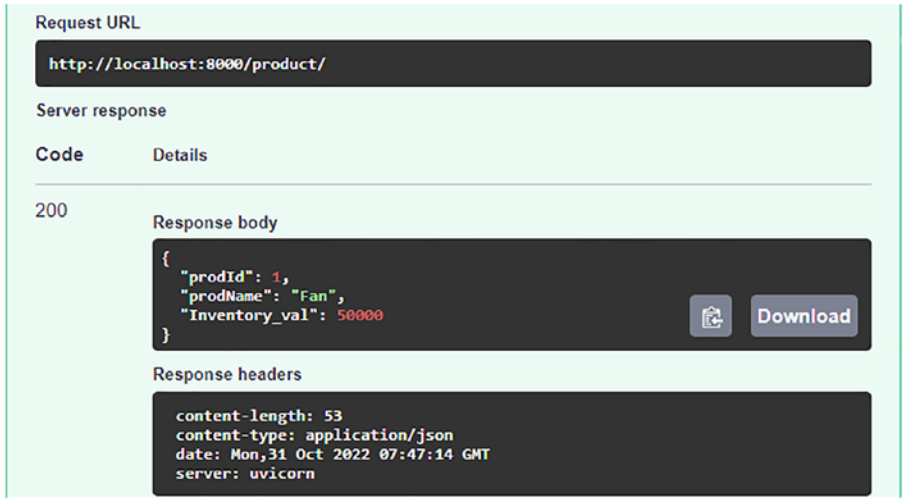 Request URL
http://localhost:8000/product/
Server response
Code Details
200
Response body
{
"prodId": 1,
"prodName": "Fan",
"Inventory_val": 50000
}
Download
Response headers
content-length: 53
content-type: application/json
date: Mon,31 Oct 2022 07:47:14 GMT
server: uvicorn